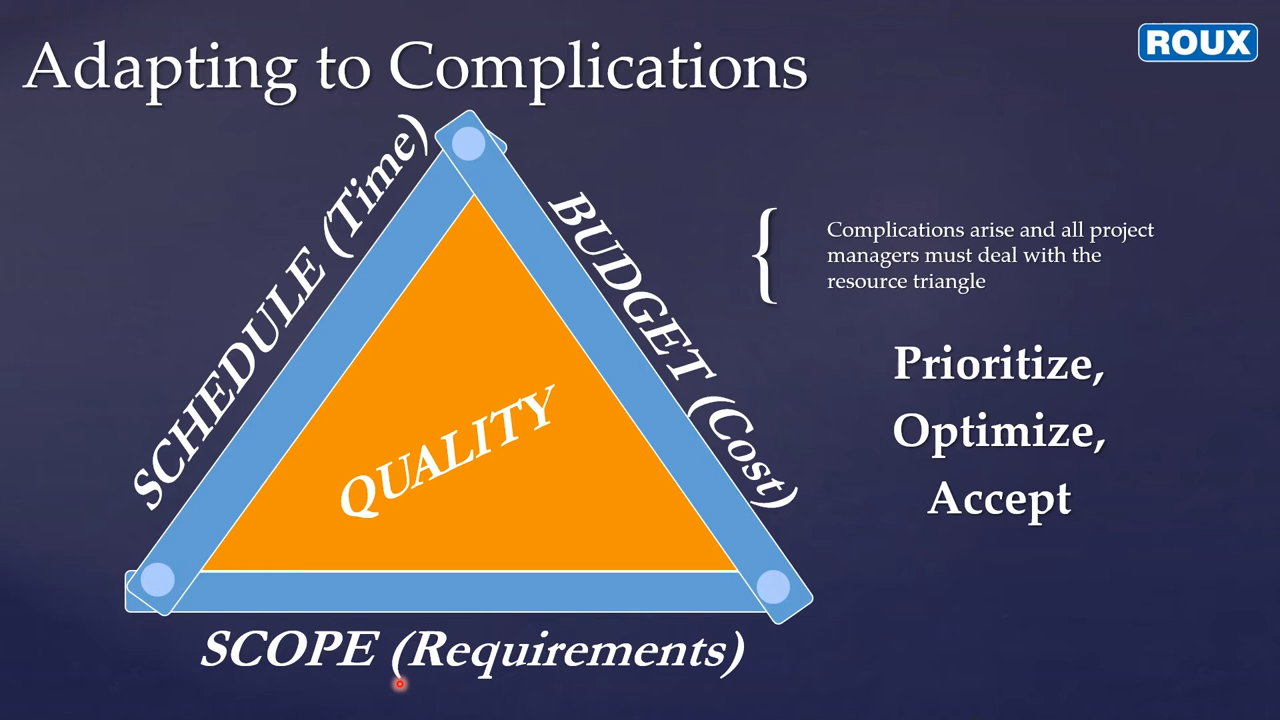 Adapting to Complications
ROUX
SCHEDULE (Time)
BUDGET (Cost)
QUALITY
SCOPE (Requirements)
Complications arise and all project
managers must deal with the
resource triangle
Prioritize,
Optimize,
Accept